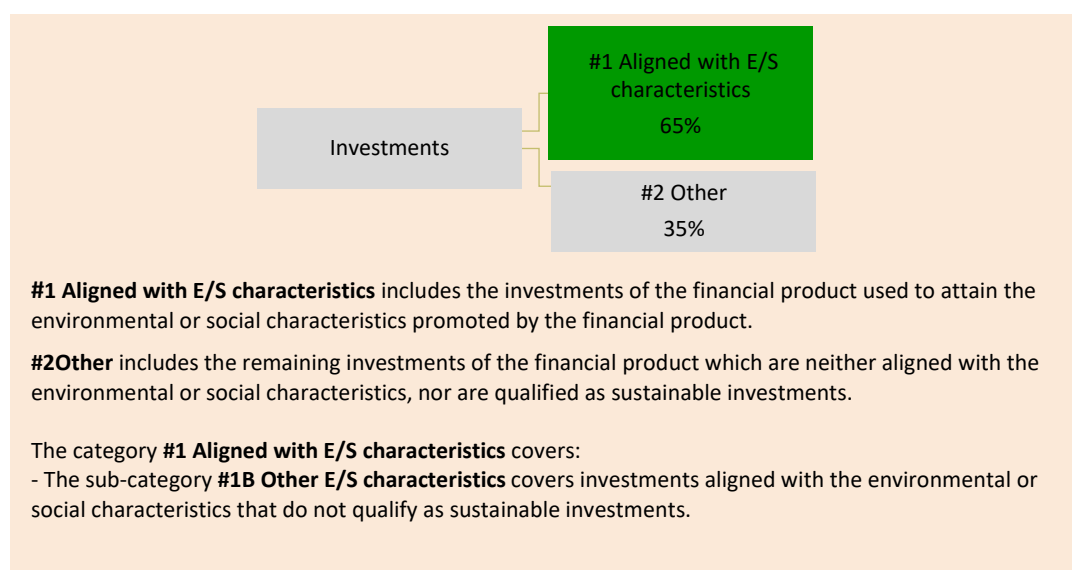 #1 Aligned with E/S
characteristics
65%
Investments
#2 Other
35%
#1 Aligned with E/S characteristics includes the investments of the financial product used to attain the
environmental or social characteristics promoted by the financial product.
#2Other includes the remaining investments of the financial product which are neither aligned with the
environmental or social characteristics, nor are qualified as sustainable investments.
The category #1 Aligned with E/S characteristics covers:
- The sub-category #1B Other E/S characteristics covers investments aligned with the environmental or
social characteristics that do not qualify as sustainable investments.